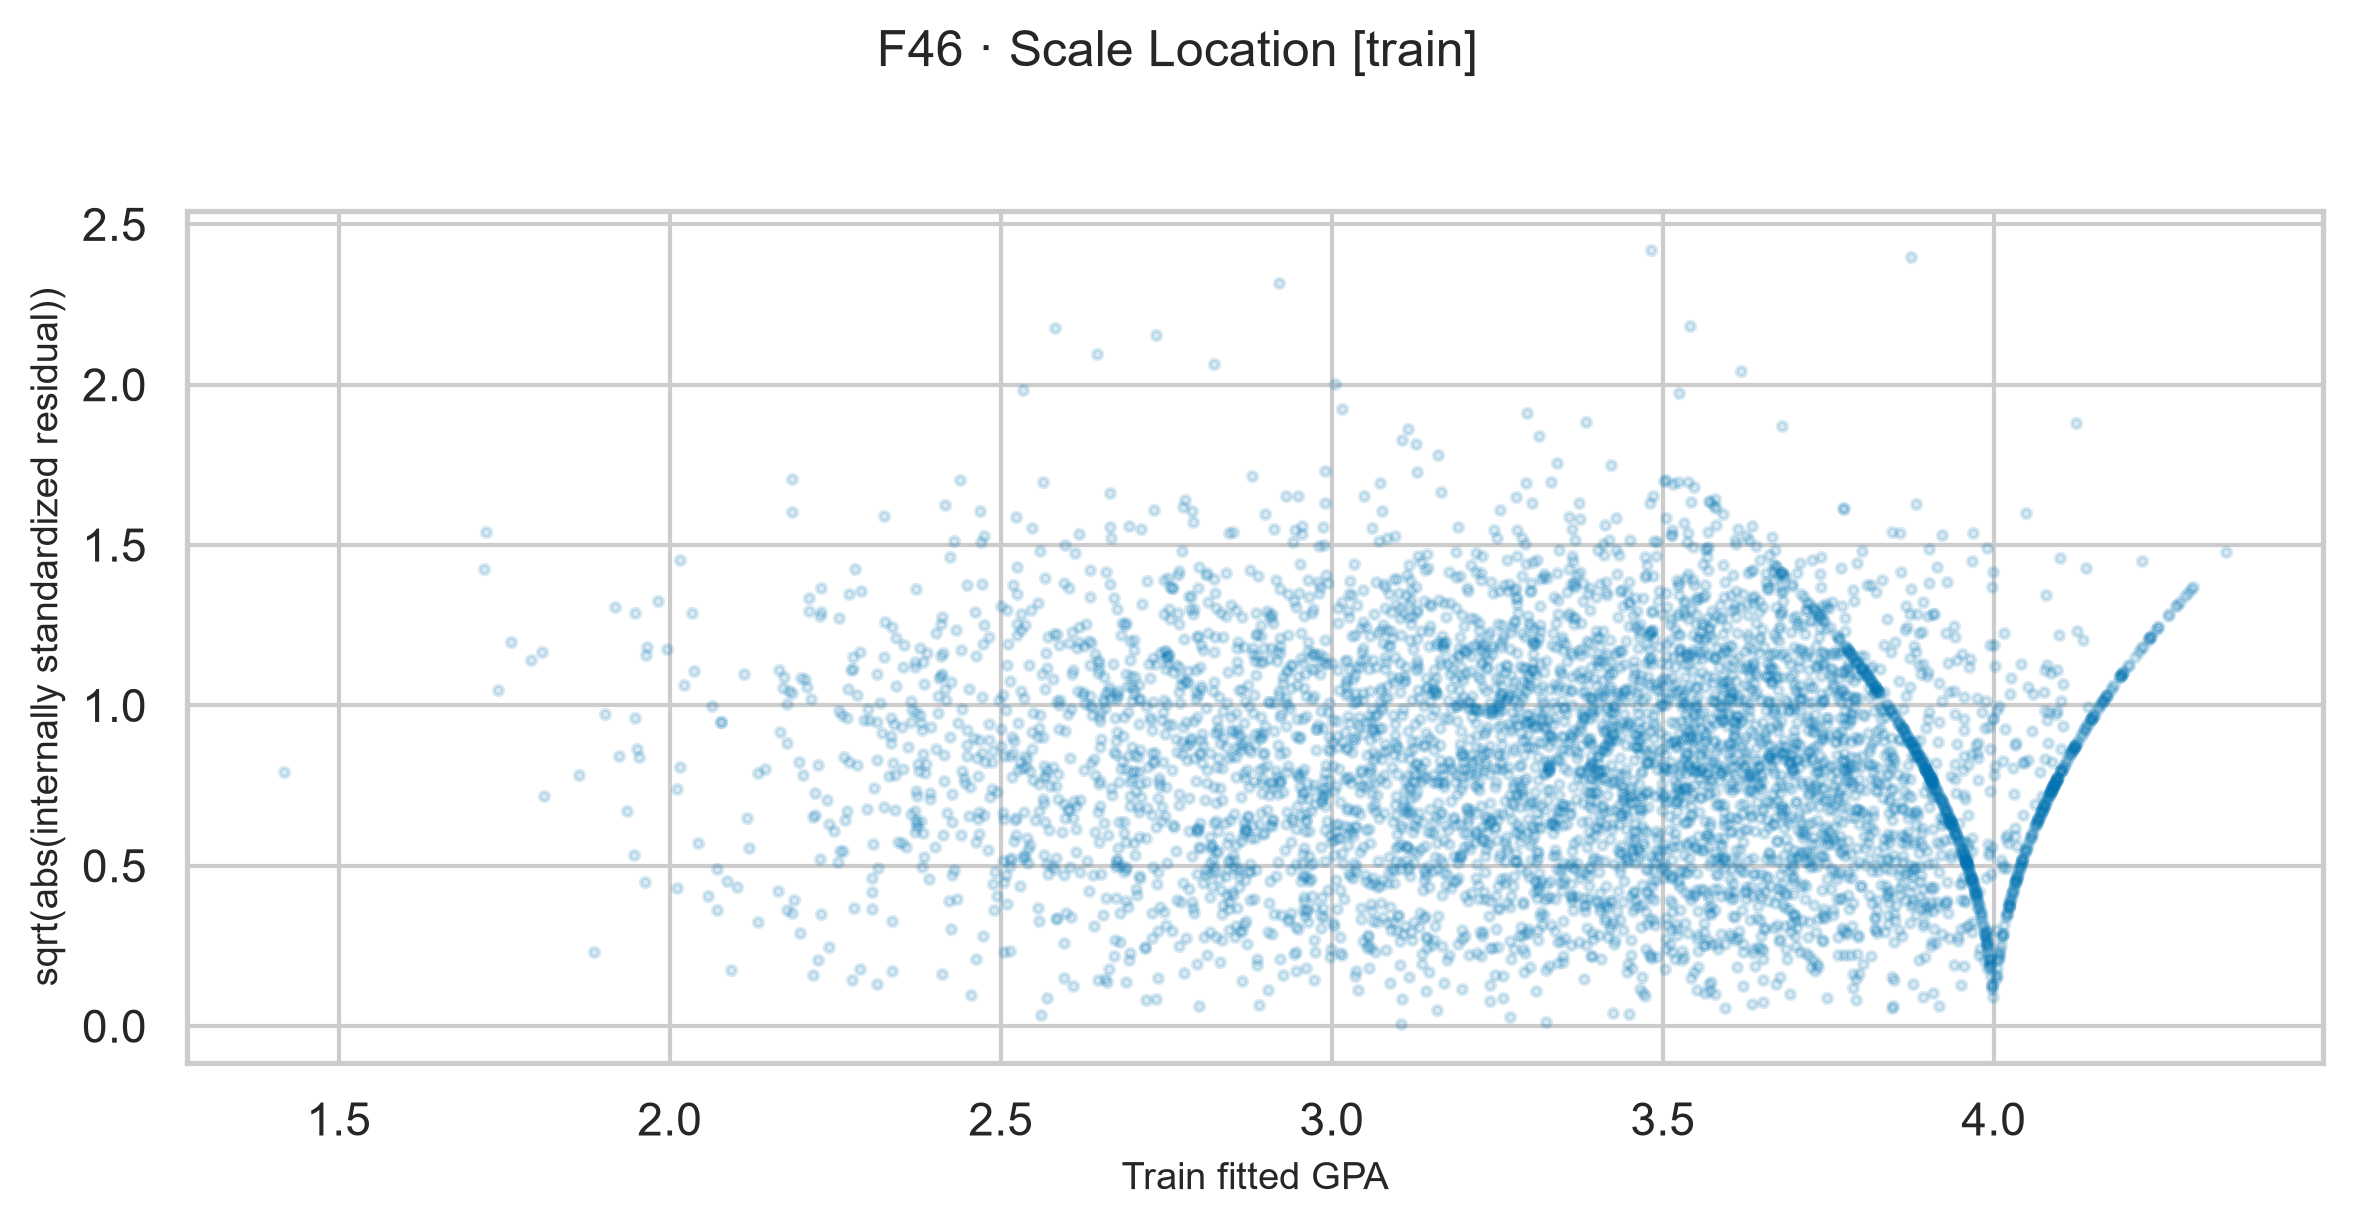 F46 · Scale Location [train]
sqrt(abs(internally standardized residual))
2.5
2.0
1.5
1.0
0.5
0.0
1.5 2.0 2.5 3.0 3.5 4.0
Train fitted GPA